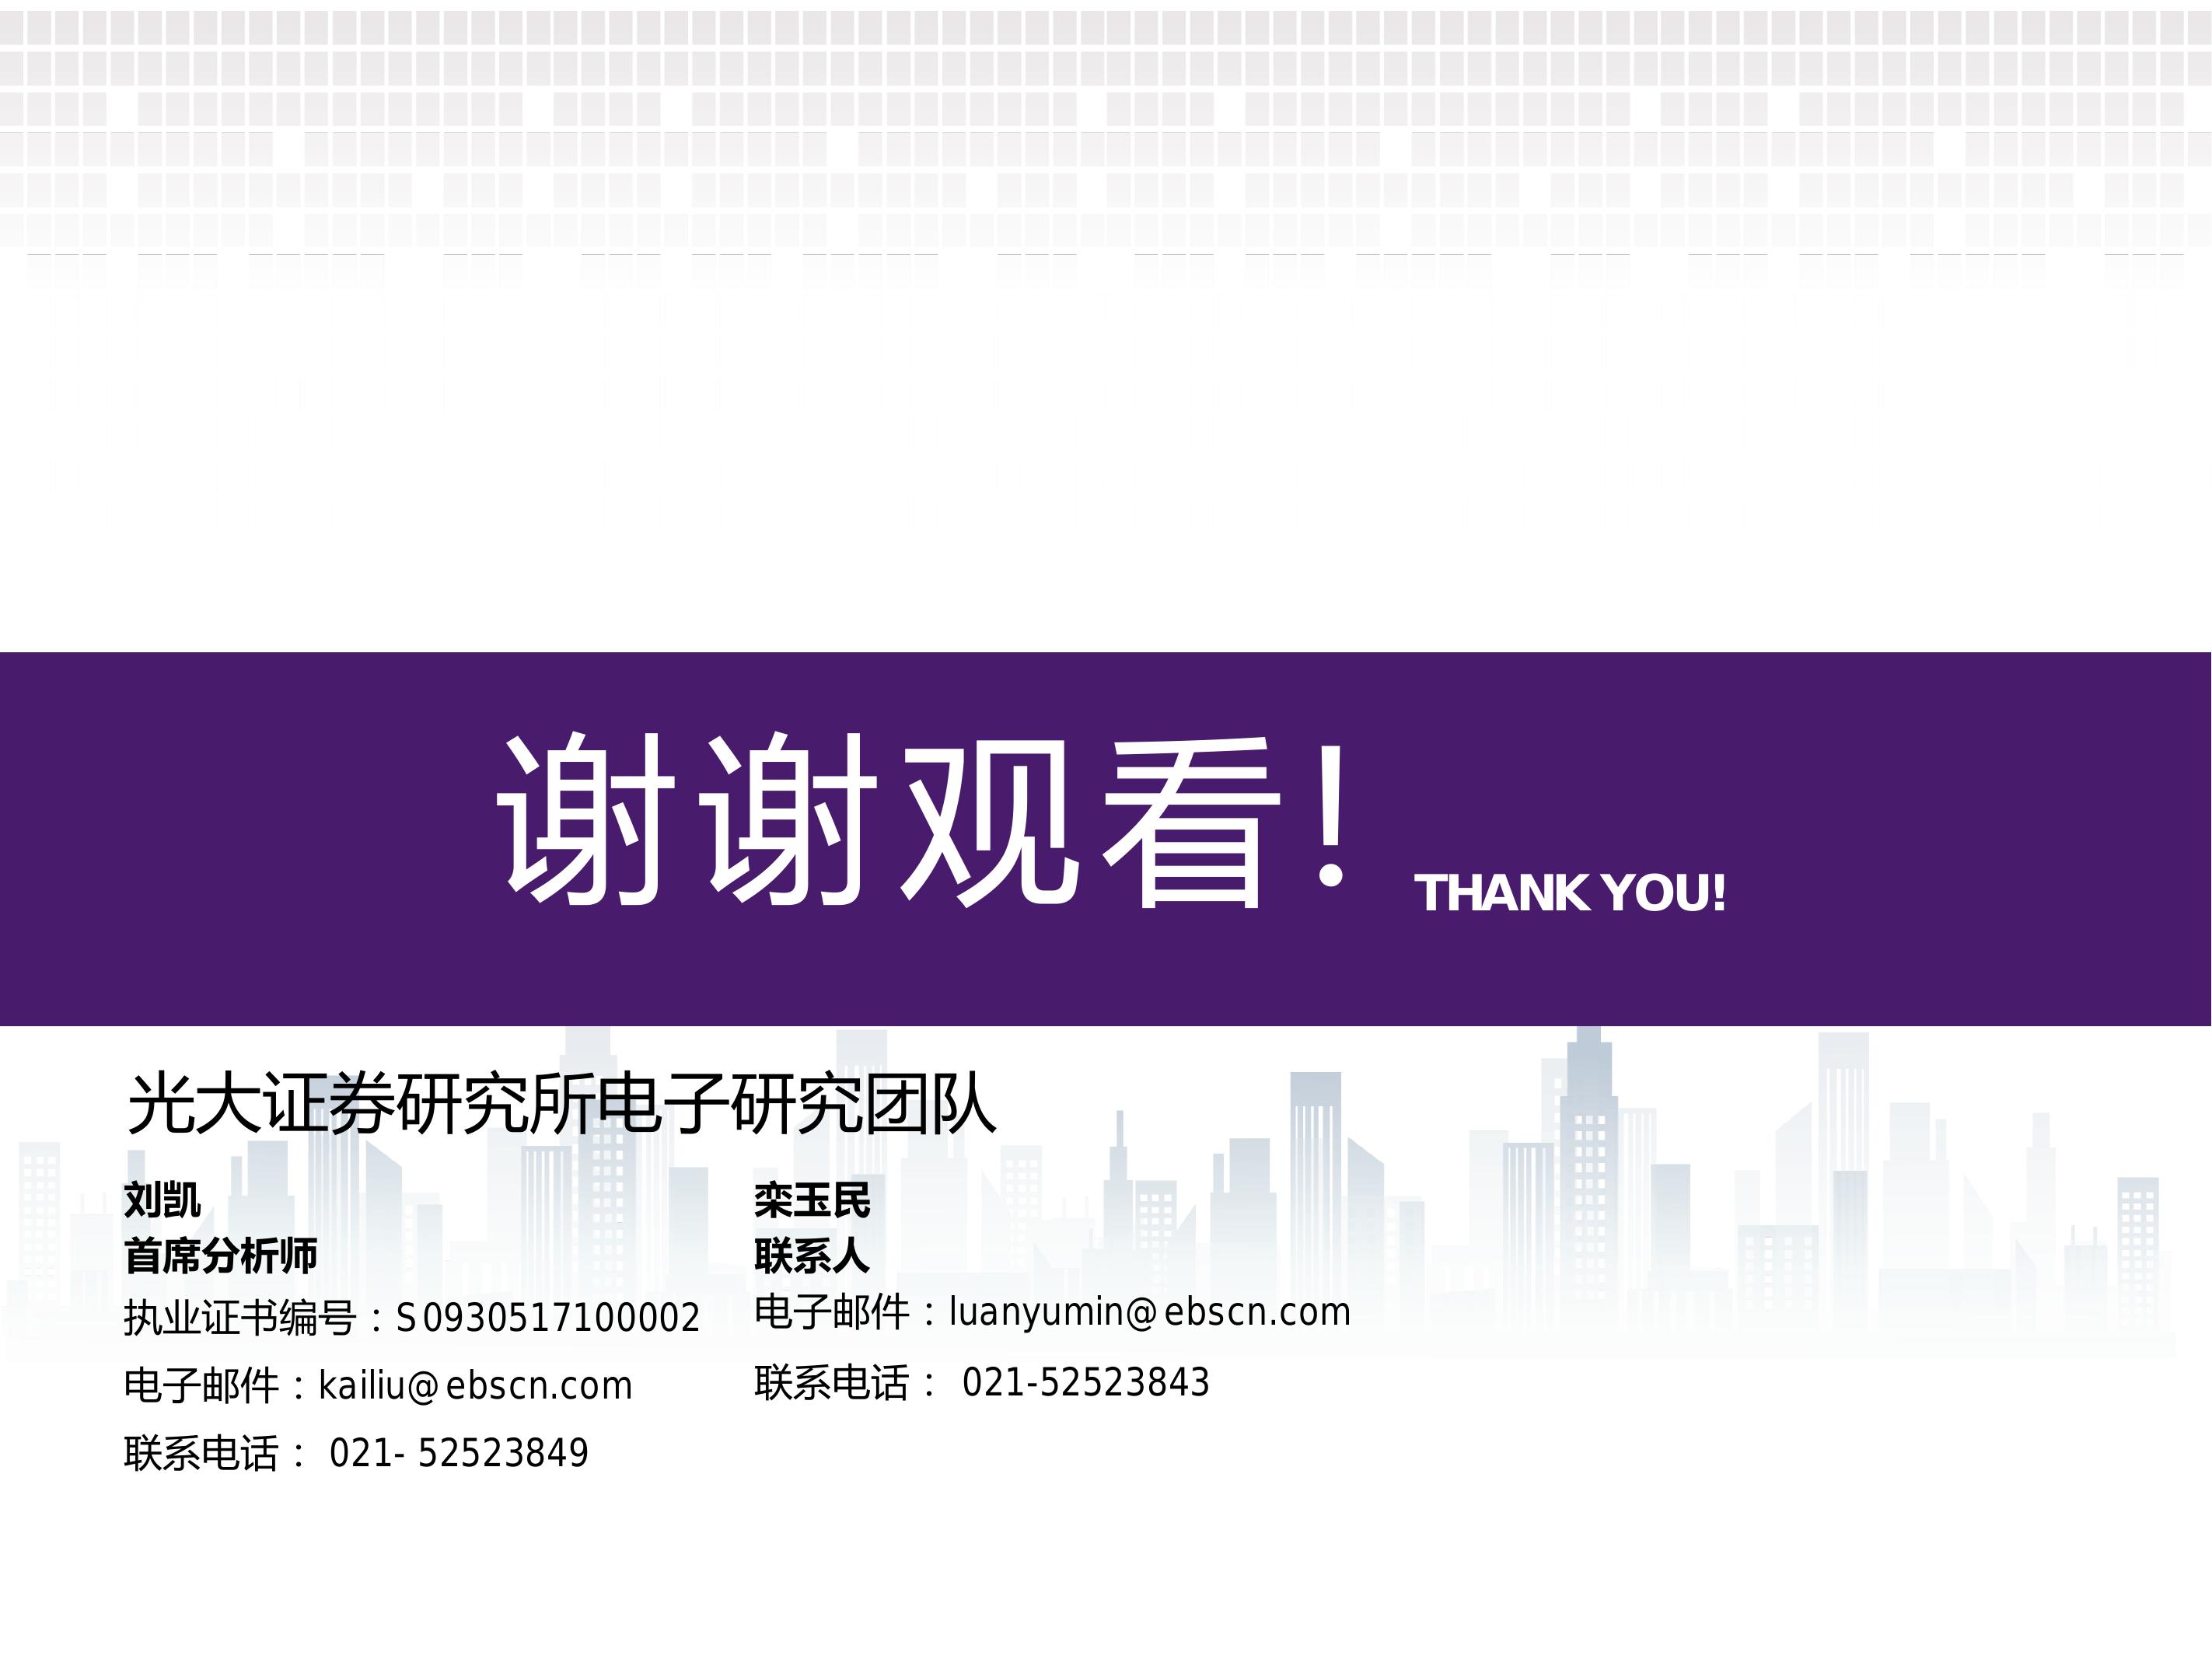 谢谢观看!
THANK YOU!
光大证券研究所电子研究团队
刘凯
首席分析师
执业证书编号：S0930517100002
电子邮件：kailiu@ebscn.com
联系电话： 021- 52523849
栾玉民
联系人
电子邮件：luanyumin@ebscn.com
联系电话： 021-52523843